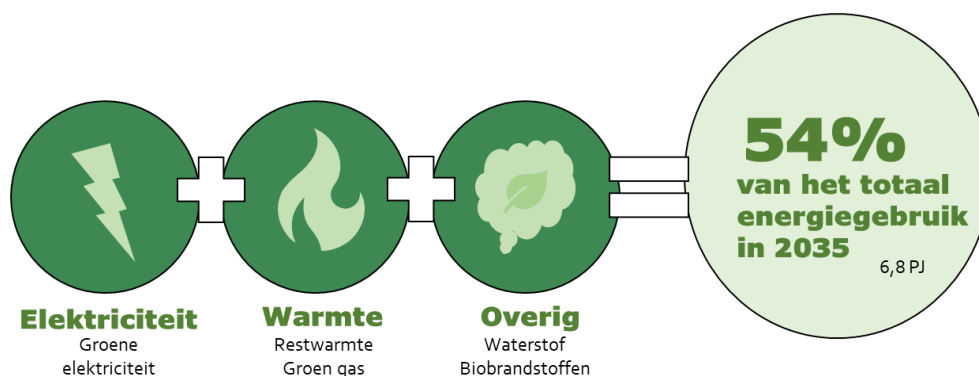 Elektriciteit
Groene
elektriciteit
Warmte
Restwarmte
Groen gas
Overig
Waterstof
Biobrandstoffen
54%
van het totaal
energiegebruik
in 2035
6,8 PJ